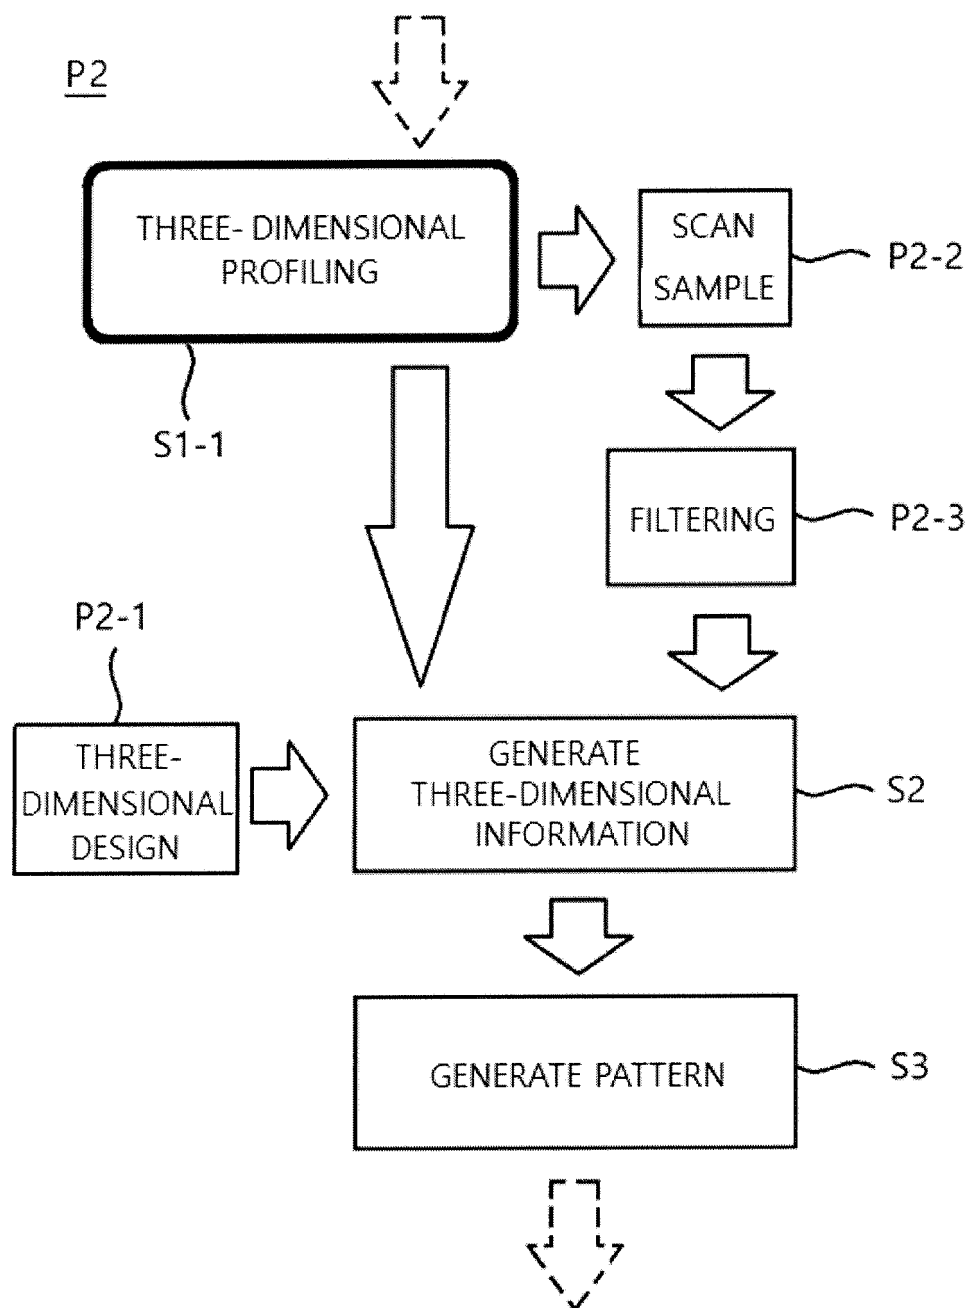 P2
THREE- DIMENSIONAL
PROFILING
SCAN
SAMPLE
P2-2
S1-1
FILTERING
P2-3
P2-1
THREE-
DIMENSIONAL
DESIGN
GENERATE
THREE-DIMENSIONAL
INFORMATION
S2
GENERATE PATTERN
S3